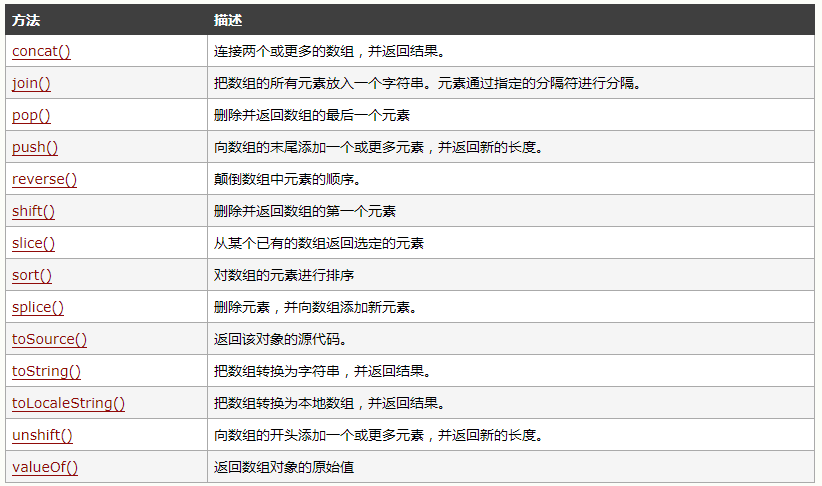 方法 描述
concat() 连接两个或更多的数组，并返回结果。
join() 把数组的所有元素放入一个字符串。元素通过指定的分隔符进行分隔。
pop() 删除并返回数组的最后一个元素
push() 向数组的末尾添加一个或更多元素，并返回新的长度。
reverse() 颠倒数组中元素的顺序。
shift() 删除并返回数组的第一个元素
slice() 从某个已有的数组返回选定的元素
sort() 对数组的元素进行排序
splice() 删除元素，并向数组添加新元素。
toSource() 返回该对象的源代码。
toString() 把数组转换为字符串，并返回结果。
toLocaleString() 把数组转换为本地数组，并返回结果。
unshift() 向数组的开头添加一个或更多元素，并返回新的长度。
valueOf() 返回数组对象的原始值